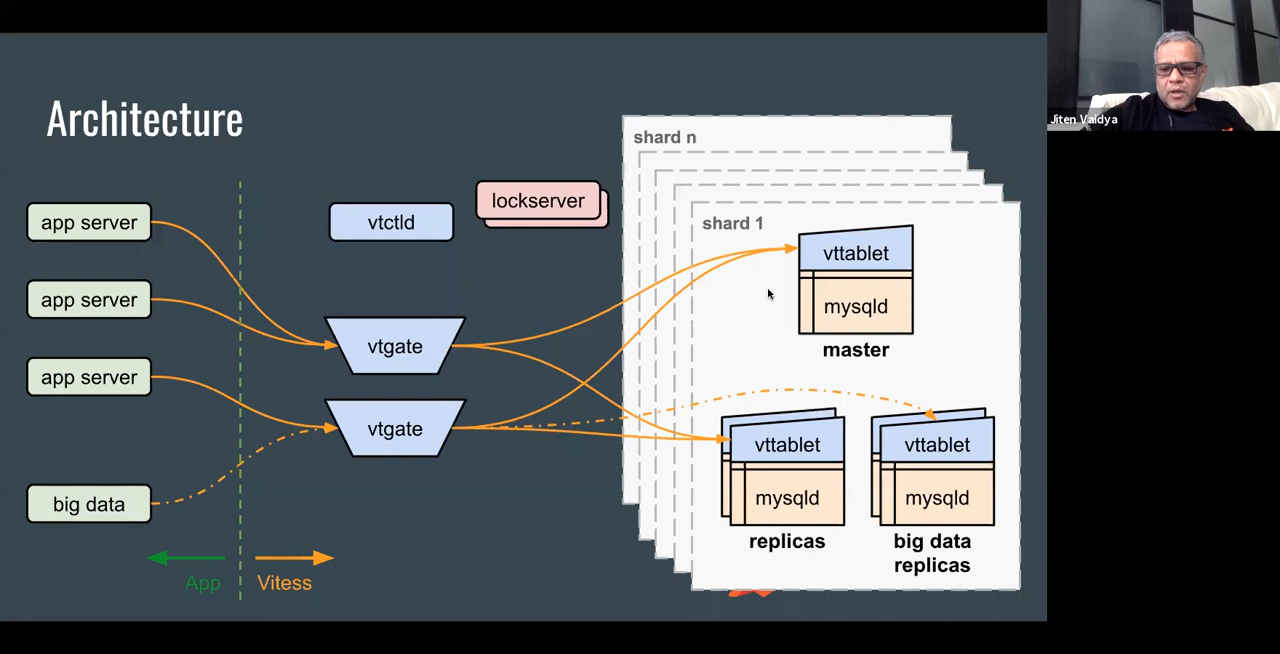 Architecture
Jiten Vaidya
shard n
lockserver
app server
vtctld
shard 1
vttablet
app server
mysqld
vtgate
master
app server
vtgate
vttablet
vttablet
big data
mysqld
mysqld
replicas
big data
replicas
App
Vitess